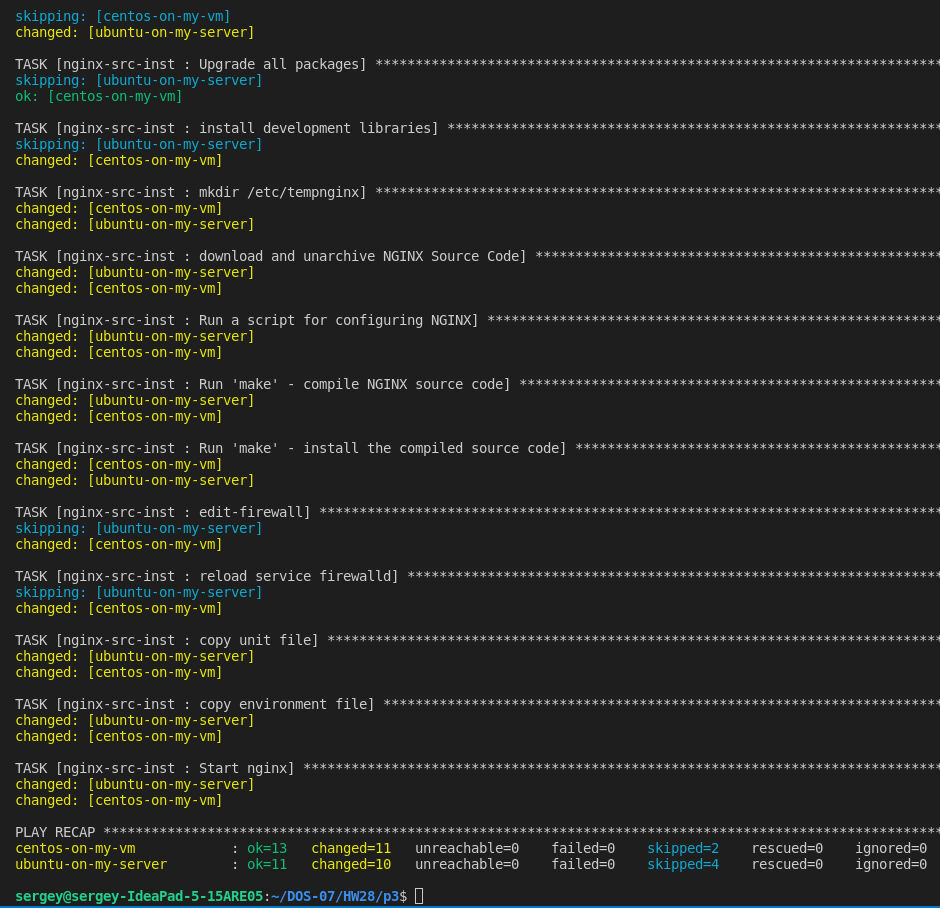 skipping: [centos-on-my-vm]
changed: [ubuntu-on-my-server]
TASK [nginx-src-inst : Upgrade all packages] ***********************************************************************
skipping: [ubuntu-on-my-server]
ok: [centos-on-my-vm]
TASK [nginx-src-inst : install development libraries] **************************************************************
skipping: [ubuntu-on-my-server]
changed: [centos-on-my-vm]
TASK [nginx-src-inst : mkdir /etc/tempnginx] ***********************************************************************
changed: [centos-on-my-vm]
changed: [ubuntu-on-my-server]
TASK [nginx-src-inst : download and unarchive NGINX Source Code] ***************************************************
changed: [ubuntu-on-my-server]
changed: [centos-on-my-vm]
TASK [nginx-src-inst : Run a script for configuring NGINX] *********************************************************
changed: [ubuntu-on-my-server]
changed: [centos-on-my-vm]
TASK [nginx-src-inst : Run 'make' - compile NGINX source code] *****************************************************
changed: [ubuntu-on-my-server]
changed: [centos-on-my-vm]
TASK [nginx-src-inst : Run 'make' - install the compiled source code] **********************************************
changed: [centos-on-my-vm]
changed: [ubuntu-on-my-server]
TASK [nginx-src-inst : edit-firewall] ******************************************************************************
skipping: [ubuntu-on-my-server]
changed: [centos-on-my-vm]
TASK [nginx-src-inst : reload service firewalld] *******************************************************************
skipping: [ubuntu-on-my-server]
changed: [centos-on-my-vm]
TASK [nginx-src-inst : copy unit file] *****************************************************************************
changed: [ubuntu-on-my-server]
changed: [centos-on-my-vm]
TASK [nginx-src-inst : copy environment file] **********************************************************************
changed: [ubuntu-on-my-server]
changed: [centos-on-my-vm]
TASK [nginx-src-inst : Start nginx] ********************************************************************************
changed: [ubuntu-on-my-server]
changed: [centos-on-my-vm]
PLAY RECAP *********************************************************************************************************
centos-on-my-vm            : ok=13   changed=11   unreachable=0    failed=0    skipped=2    rescued=0    ignored=0
ubuntu-on-my-server        : ok=11   changed=10   unreachable=0    failed=0    skipped=4    rescued=0    ignored=0
sergey@sergey-IdeaPad-5-15ARE05:~/DOS-07/HW28/p3$